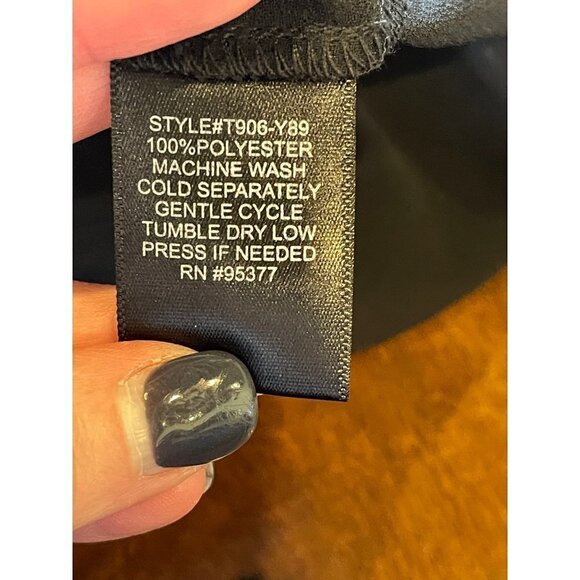 STYLE#T906-Y89
100%POLYESTER
MACHINE WASH
COLD SEPARATELY
GENTLE CYCLE
TUMBLE DRY LOW
PRESS IF NEEDED
RN #95377